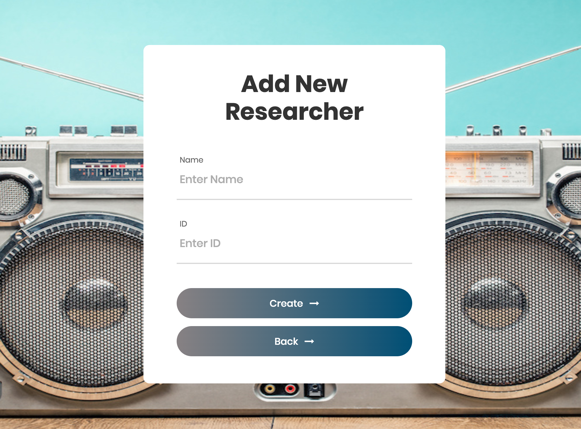 Add New
Researcher
Name
Enter Name
ID
Enter ID
Create
Back